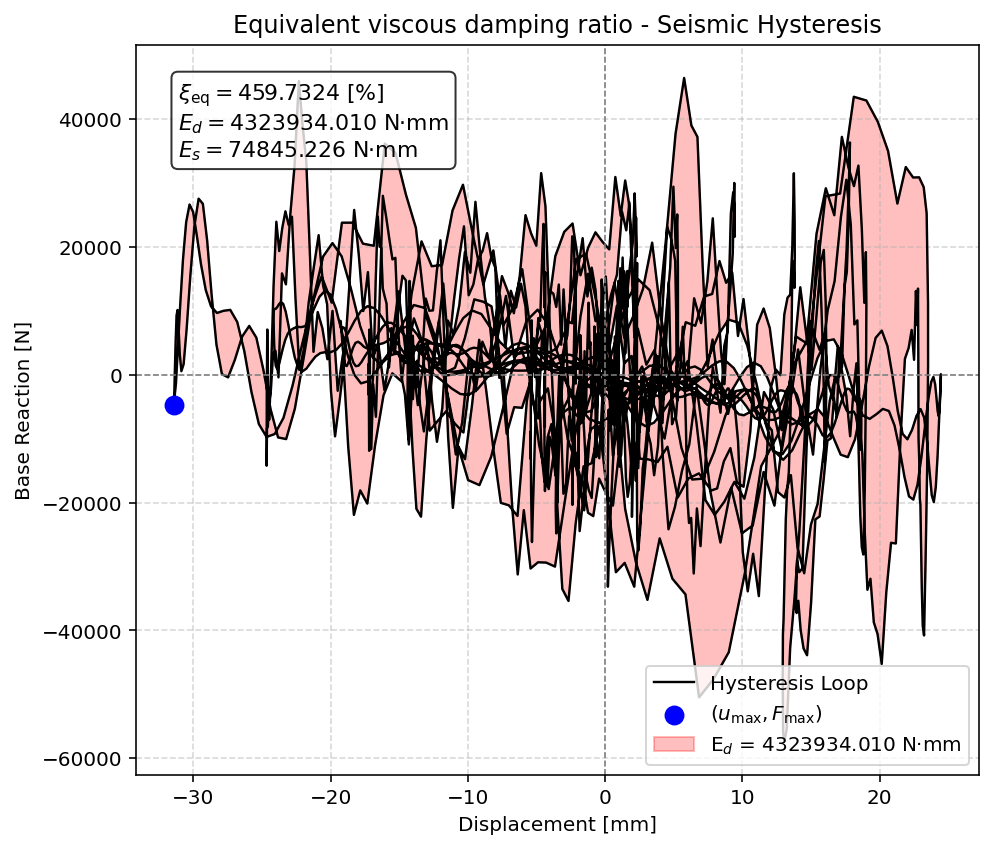 Equivalent viscous damping ratio - Seismic Hysteresis
ξeq = 459.7324 [%]
Ed = 4323934.010 N·mm
Es = 74845.226 N·mm
Base Reaction [N]
40000
20000
0
−20000
−40000
−60000
Hysteresis Loop
(umax, Fmax)
Ed = 4323934.010 N·mm
−30 −20 −10 0 10 20
Displacement [mm]